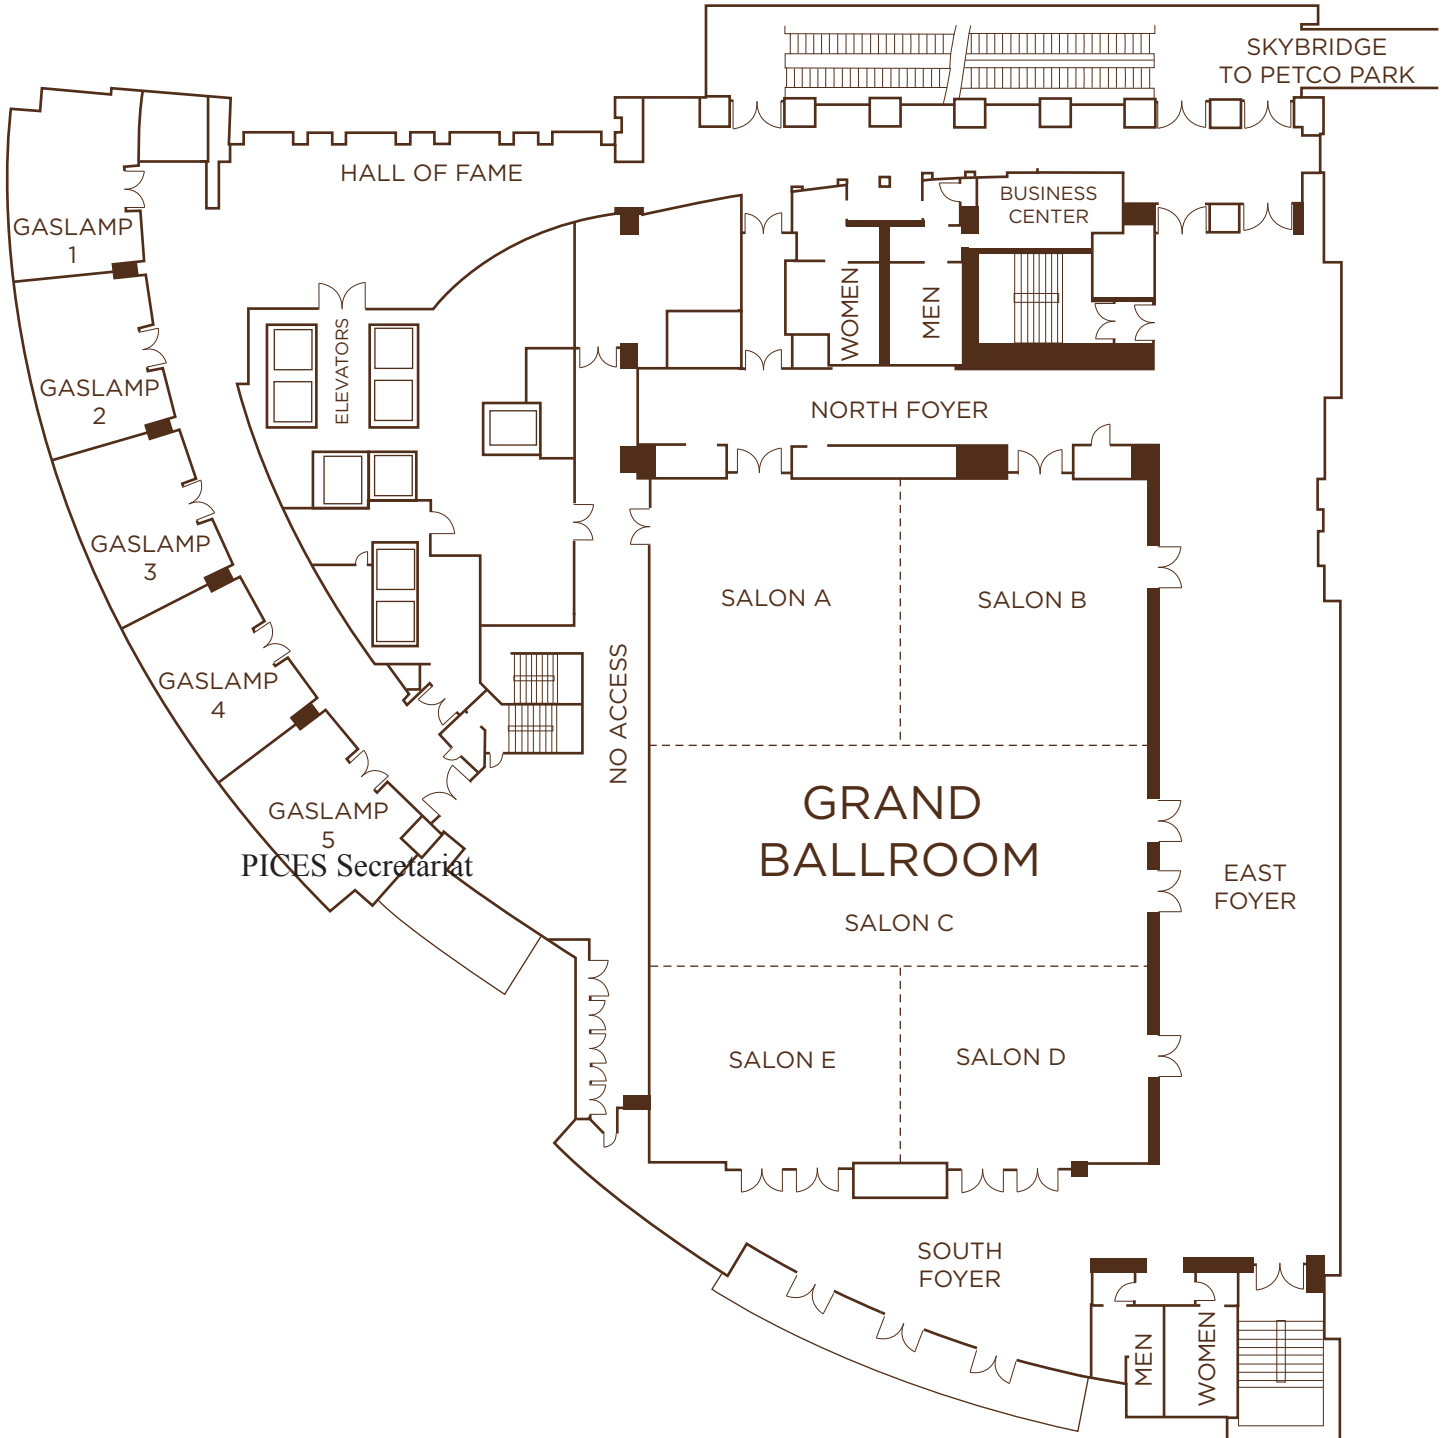 SKYBRIDGE
TO PETCO PARK
HALL OF FAME
BUSINESS
CENTER
GASLAMP
1
WOMEN
MEN
ELEVATORS
GASLAMP
2
NORTH FOYER
GASLAMP
3
SALON A
SALON B
GASLAMP
4
NO ACCESS
GRAND
BALLROOM
GASLAMP
5
PICES Secretariat
EAST
FOYER
SALON C
SALON E
SALON D
SOUTH
FOYER
MEN
WOMEN